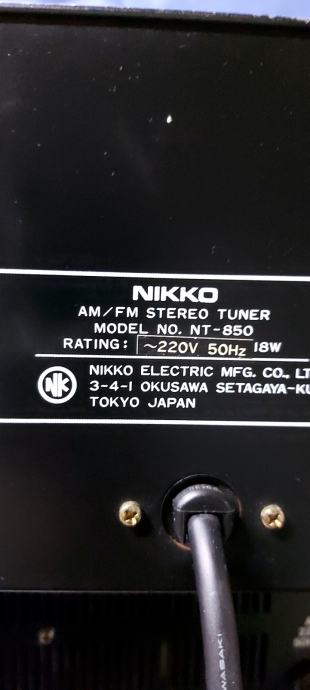 NIKKO
AM/FM STEREO TUNER
MODEL NO. NT-850
RATING: ~220V 50Hz 18W
NK
NIKKO ELECTRIC MFG. CO., LT
3-4-1 OKUSAWA SETAGAYA-KU
TOKYO JAPAN
WASAKI